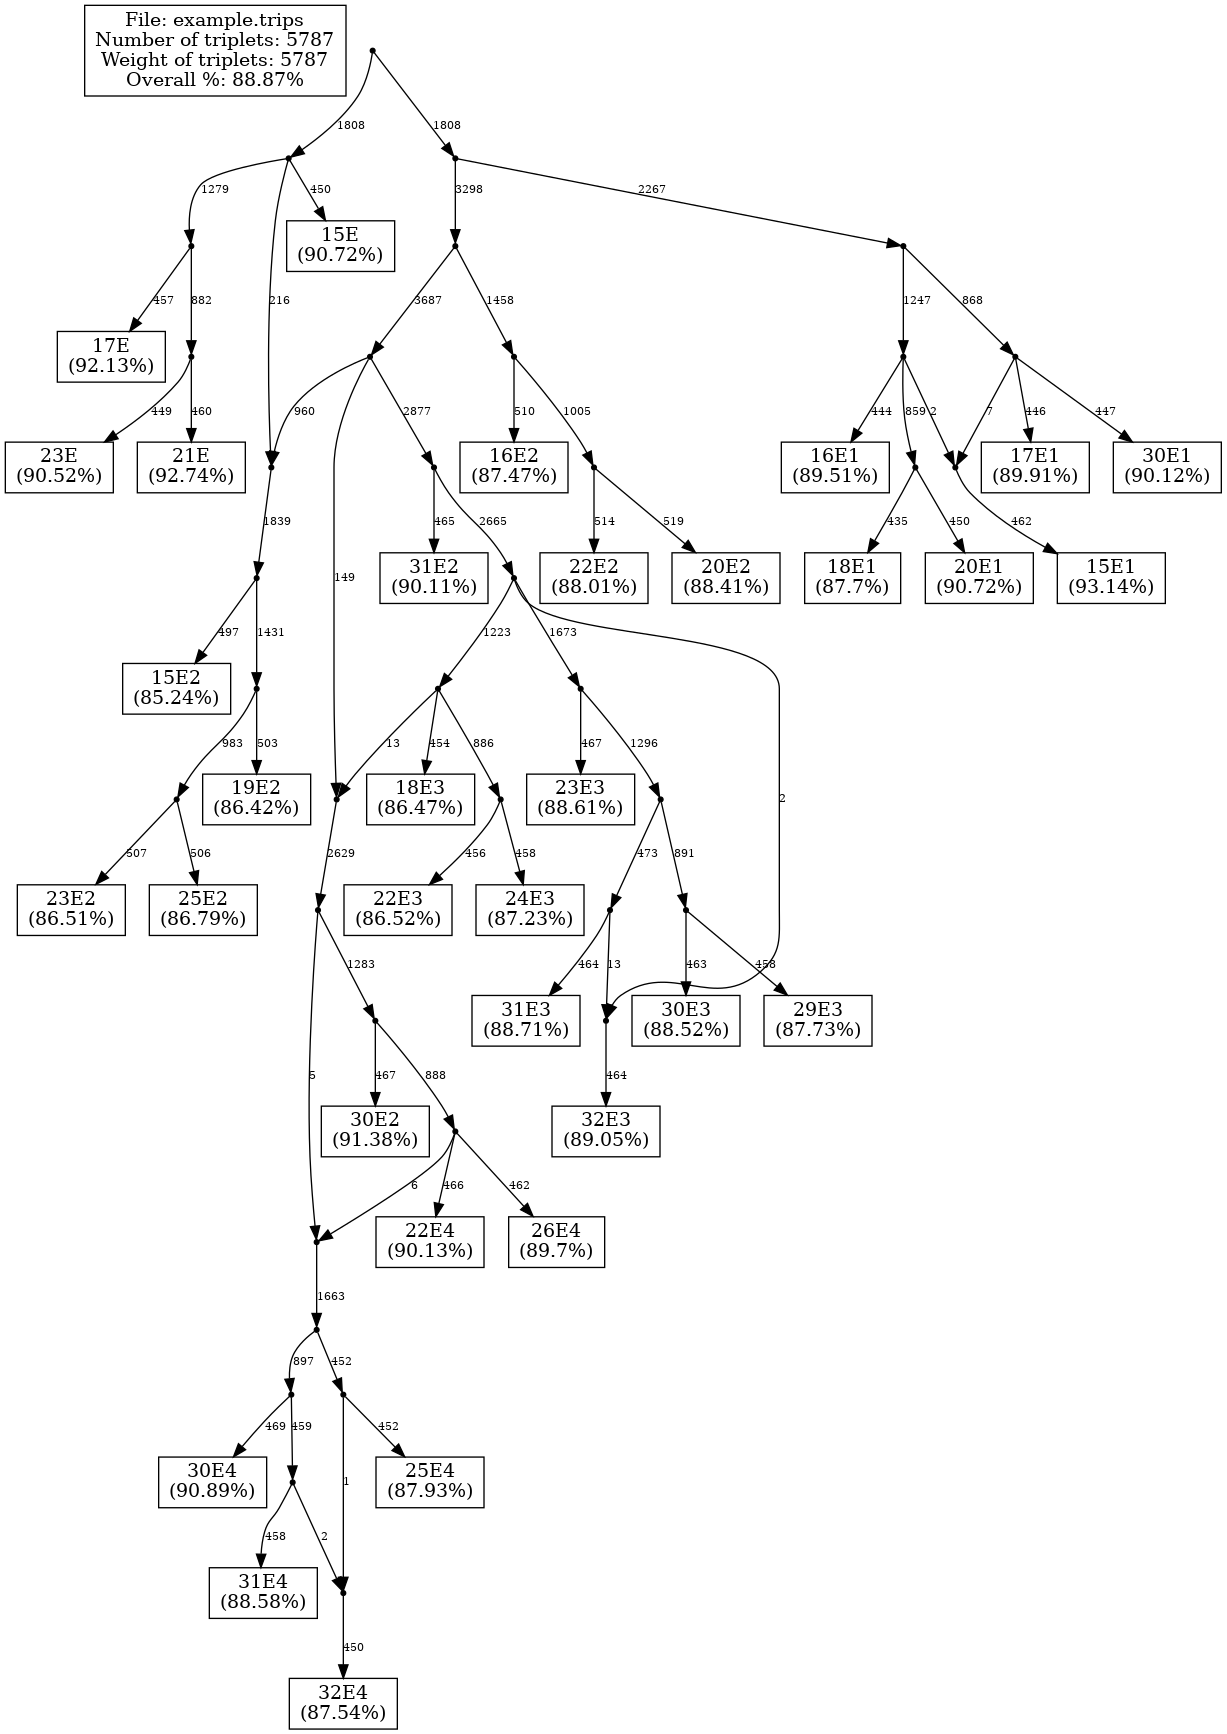 File: example.trips
Number of triplets: 5787
Weight of triplets: 5787
Overall %: 88.87%
1808
1808
1279
450
3298
2267
15E
(90.72%)
457
882
216
3687
1458
1247
868
17E
(92.13%)
449
460
960
2877
510
1005
444
859
2
7
446
447
23E
(90.52%)
21E
(92.74%)
16E2
(87.47%)
16E1
(89.51%)
17E1
(89.91%)
30E1
(90.12%)
1839
149
465
2665
514
519
435
450
462
31E2
(90.11%)
22E2
(88.01%)
20E2
(88.41%)
18E1
(87.7%)
20E1
(90.72%)
15E1
(93.14%)
497
1431
1223
1673
15E2
(85.24%)
983
503
13
454
886
467
1296
2
19E2
(86.42%)
18E3
(86.47%)
23E3
(88.61%)
507
506
2629
456
458
473
891
23E2
(86.51%)
25E2
(86.79%)
22E3
(86.52%)
24E3
(87.23%)
1283
464
13
463
458
31E3
(88.71%)
30E3
(88.52%)
29E3
(87.73%)
5
467
888
464
30E2
(91.38%)
32E3
(89.05%)
6
466
462
22E4
(90.13%)
26E4
(89.7%)
1663
897
452
469
459
452
30E4
(90.89%)
25E4
(87.93%)
1
458
2
31E4
(88.58%)
450
32E4
(87.54%)